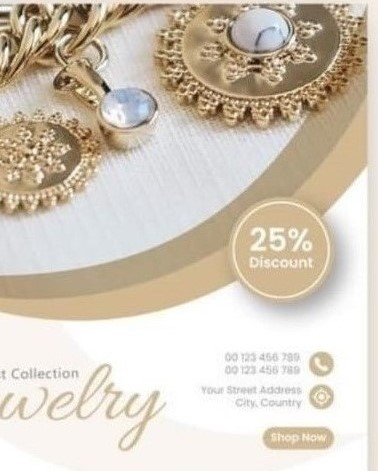 25%
Discount
t Collection
welry
00 123 456 789
00 123 456 789
Your Street Address
City, Country
Shop Now